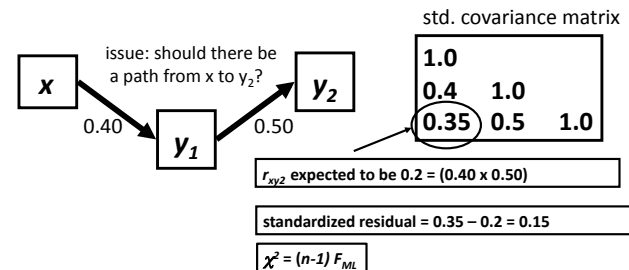 std. covariance matrix
issue: should there be
a path from x to y2?
x
y2
0.40
0.50
y1
1.0
0.4 1.0
0.35 0.5 1.0
rxy2 expected to be 0.2 = (0.40 x 0.50)
standardized residual = 0.35 – 0.2 = 0.15
χ2 = (n-1) FML